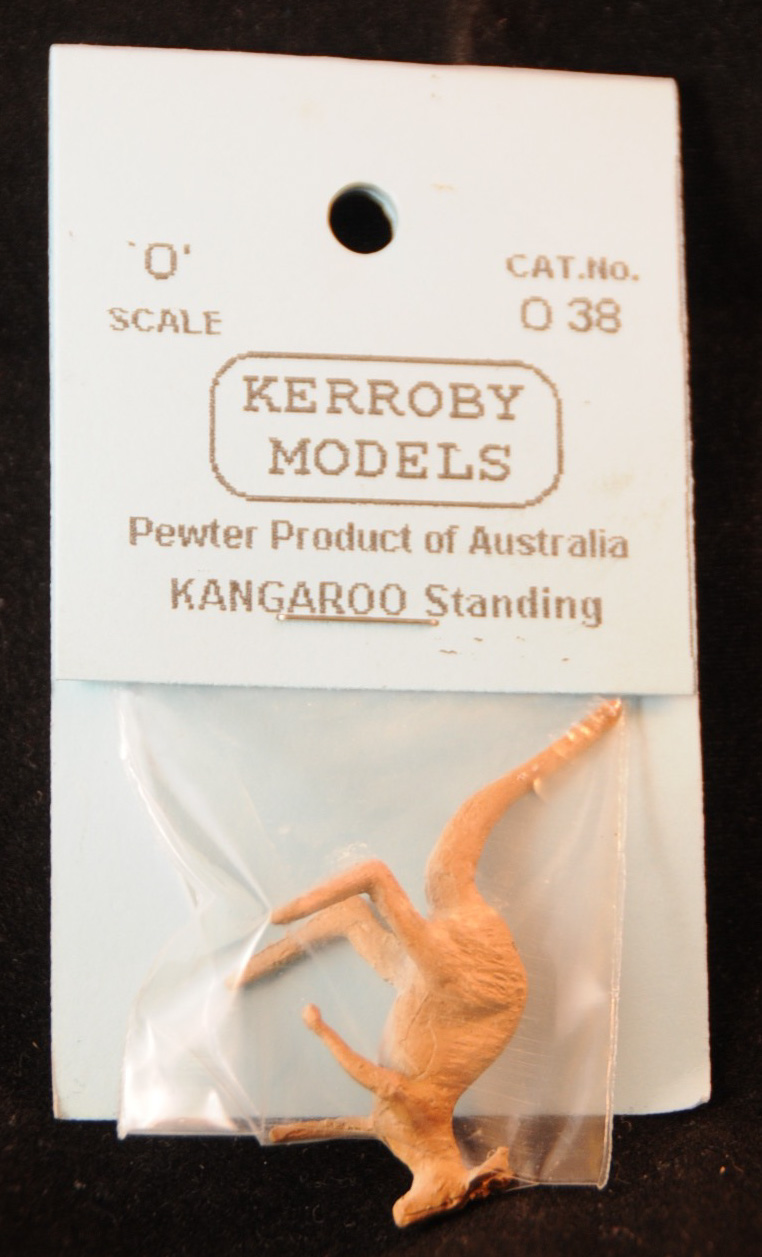 'O'
SCALE
CAT.No.
O 38
KERROBY
MODELS
Pewter Product of Australia
KANGAROO Standing